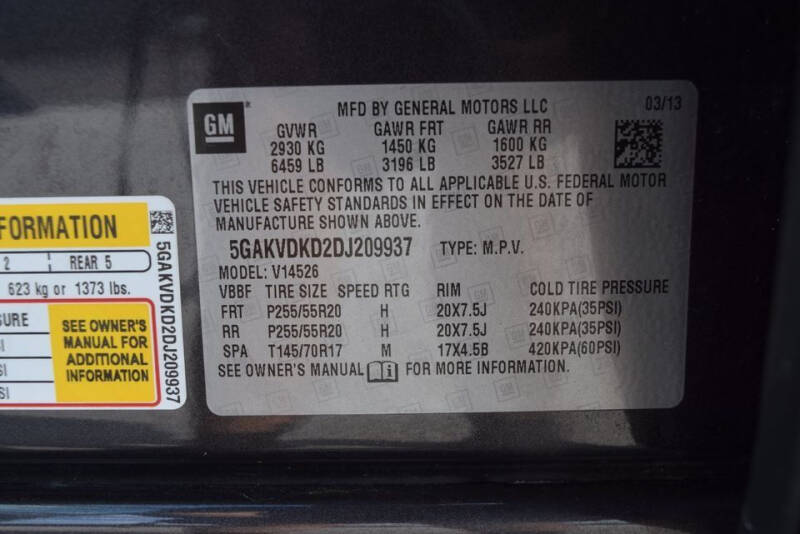 GM
MFD BY GENERAL MOTORS LLC
03/13
GVWR GAWR FRT GAWR RR
2930 KG 1450 KG 1600 KG
6459 LB 3196 LB 3527 LB
THIS VEHICLE CONFORMS TO ALL APPLICABLE U.S. FEDERAL MOTOR
VEHICLE SAFETY STANDARDS IN EFFECT ON THE DATE OF
MANUFACTURE SHOWN ABOVE.
5GAKVDKD2DJ209937 TYPE: M.P.V.
MODEL: V14526
VBBF TIRE SIZE SPEED RTG RIM COLD TIRE PRESSURE
FRT P255/55R20 H 20X7.5J 240KPA(35PSI)
RR P255/55R20 H 20X7.5J 240KPA(35PSI)
SPA T145/70R17 M 17X4.5B 420KPA(60PSI)
SEE OWNER'S MANUAL i FOR MORE INFORMATION.
FORMATION
2 REAR 5
623 kg or 1373 lbs.
SURE
SI
SI
SI
SEE OWNER'S
MANUAL FOR
ADDITIONAL
INFORMATION
5GAKVDKD2DJ209937